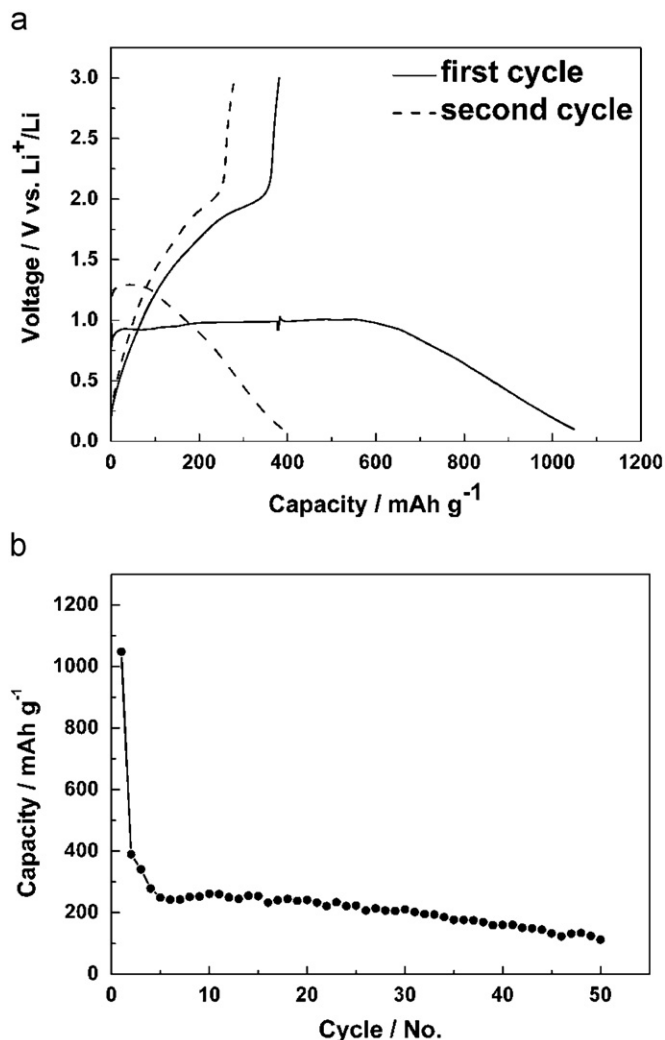 a
first cycle
second cycle
3.0
2.5
2.0
1.5
1.0
0.5
0.0
Voltage / V vs. Li⁺/Li
0 200 400 600 800 1000 1200
Capacity / mAh g⁻¹
b
1200
1000
800
600
400
200
0
Capacity / mAh g⁻¹
0 10 20 30 40 50
Cycle / No.